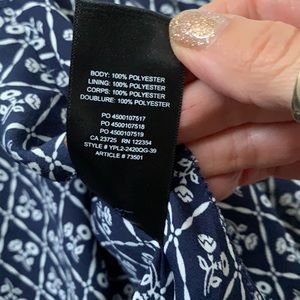 BODY: 100% POLYESTER
LINING: 100% POLYESTER
CORPS: 100% POLYESTER
DOUBLURE: 100% POLYESTER
PO 4500107517
PO 4500107518
PO 4500107519
CA 23725 RN 122354
STYLE # YPL2-2420QG-39
ARTICLE # 73501